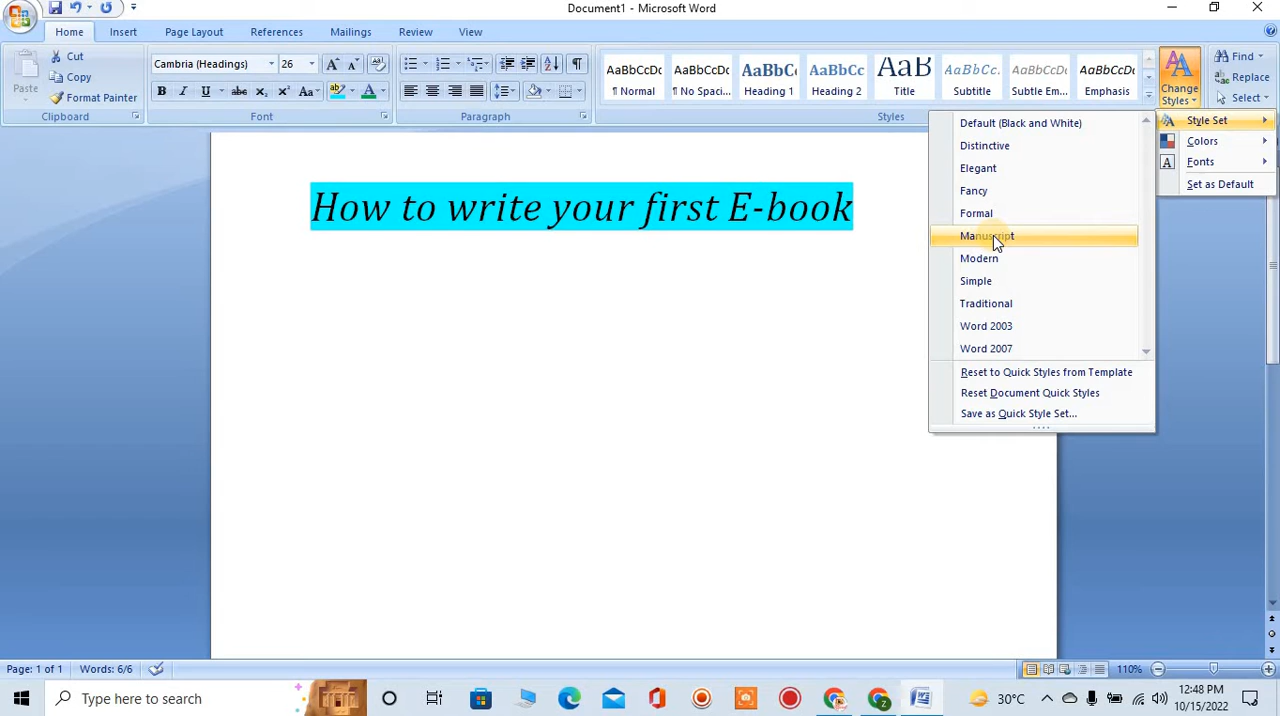 Document1 - Microsoft Word
Home Insert Page Layout References Mailings Review View
Paste
Cut
Copy
Format Painter
Clipboard
Cambria (Headings) 26
B I U abc x₂ x² Aa
Font
Paragraph
AaBbCcDc AaBbCcDc AaBbCc AaBbCc AaB AaBbCc. AaBbCcDc AaBbCcDc
¶ Normal ¶ No Spaci... Heading 1 Heading 2 Title Subtitle Subtle Em... Emphasis
Styles
Change
Styles
Find
Replace
Select
Style Set
Colors
Fonts
Set as Default
Default (Black and White)
Distinctive
Elegant
Fancy
Formal
Manuscript
Modern
Simple
Traditional
Word 2003
Word 2007
Reset to Quick Styles from Template
Reset Document Quick Styles
Save as Quick Style Set...
How to write your first E-book
Page: 1 of 1 Words: 6/6
110%
Type here to search
30°C
12:48 PM
10/15/2022